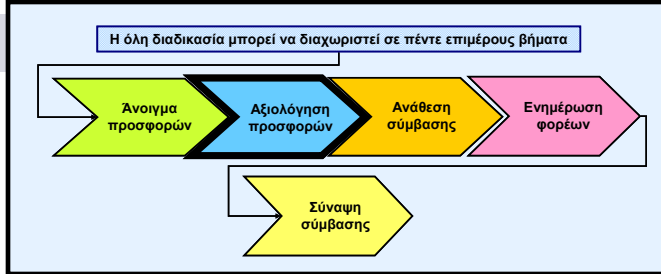 Η όλη διαδικασία μπορεί να διαχωριστεί σε πέντε επιμέρους βήματα
Άνοιγμα
προσφορών
Αξιολόγηση
προσφορών
Ανάθεση
σύμβασης
Ενημέρωση
φορέων
Σύναψη
σύμβασης